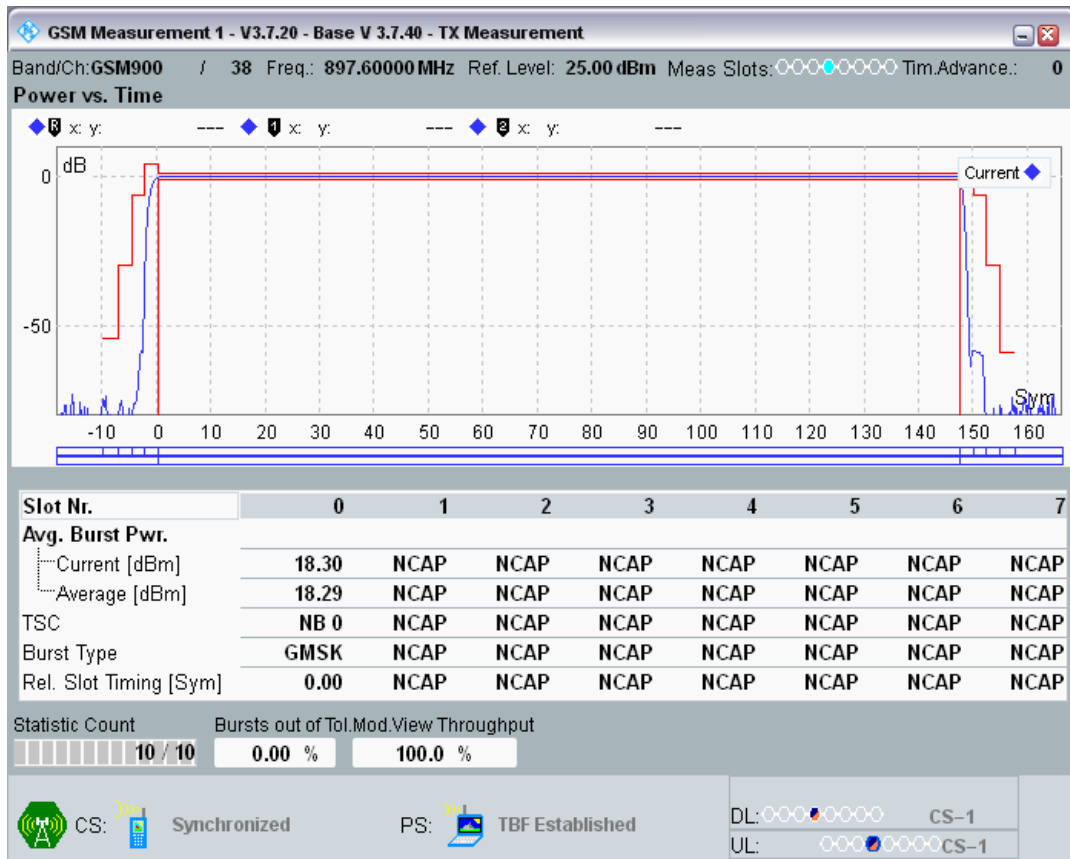 GSM Measurement 1 - V3.7.20 - Base V 3.7.40 - TX Measurement
Band/Ch:GSM900 / 38 Freq.: 897.60000 MHz Ref. Level: 25.00 dBm Meas Slots: Tim.Advance.: 0
Power vs. Time
R x: y: --- 1 x: y: --- 2 x: y: ---
dB
Current
0
-50
Sym
-10 0 10 20 30 40 50 60 70 80 90 100 110 120 130 140 150 160
Slot Nr. 0 1 2 3 4 5 6 7
Avg. Burst Pwr.
Current [dBm] 18.30 NCAP NCAP NCAP NCAP NCAP NCAP NCAP
Average [dBm] 18.29 NCAP NCAP NCAP NCAP NCAP NCAP NCAP
TSC NB 0 NCAP NCAP NCAP NCAP NCAP NCAP NCAP
Burst Type GMSK NCAP NCAP NCAP NCAP NCAP NCAP NCAP
Rel. Slot Timing [Sym] 0.00 NCAP NCAP NCAP NCAP NCAP NCAP NCAP
Statistic Count Bursts out of Tol. Mod.View Throughput
10 / 10 0.00 % 100.0 %
CS: Synchronized PS: TBF Established
DL: CS-1
UL: CS-1